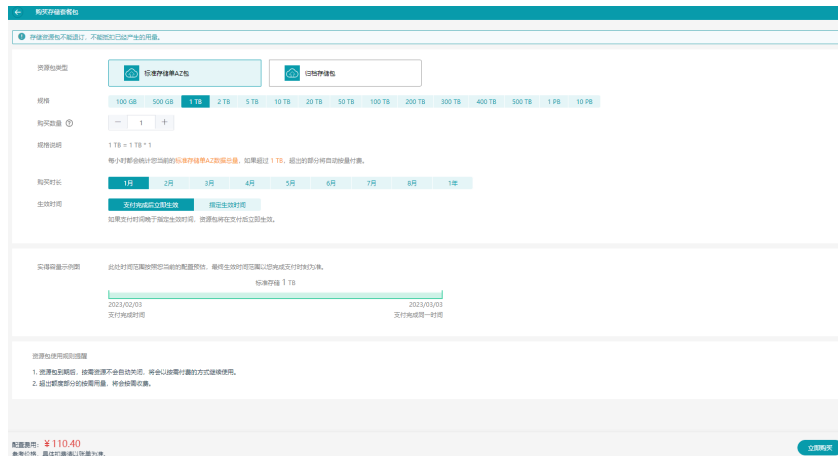 ← 购买存储套餐包
存储资源包不能退订，不能抵扣已经产生的用量。
资源包类型 标准存储单AZ包 归档存储包
规格 100 GB 500 GB 1 TB 2 TB 5 TB 10 TB 20 TB 50 TB 100 TB 200 TB 300 TB 400 TB 500 TB 1 PB 10 PB
购买数量 ? — 1 +
规格说明 1 TB = 1 TB * 1
每小时都会统计您当前的标准存储单AZ数据总量，如果超过 1 TB，超出的部分将自动按量付费。
购买时长 1月 2月 3月 4月 5月 6月 7月 8月 1年
生效时间 支付完成后立即生效 指定生效时间
如果支付时间晚于指定生效时间，资源包将在支付后立即生效。
实得容量示例图 此处时间范围按照您当前的配置预估，最终生效时间范围以您完成支付时刻为准。
标准存储 1 TB
2023/02/03 2023/03/03
支付完成时间 支付完成同一时间
资源包使用规则提醒
1. 资源包到期后，按需资源不会自动关闭，将会以按需付费的方式继续使用。
2. 超出额度部分的按需用量，将会按需收费。
配置费用： ¥110.40
参考价格，具体扣费请以账单为准。 立即购买